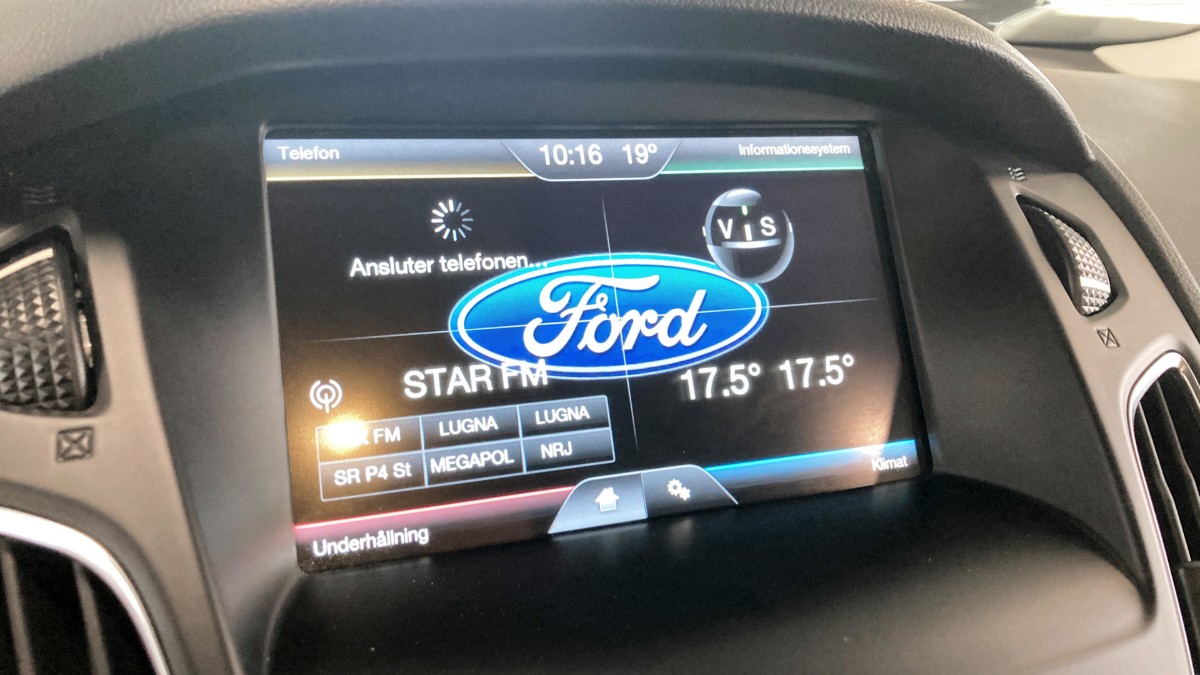 Telefon
10:16 19°
Informationssystem
Ansluter telefonen...
V I S
Ford
STAR FM
17.5° 17.5°
FM LUGNA LUGNA
SR P4 St MEGAPOL NRJ
Underhållning
Klimat